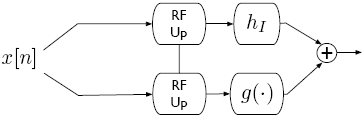 RF
UP
h_I
x[n]
+
RF
UP
g(·)